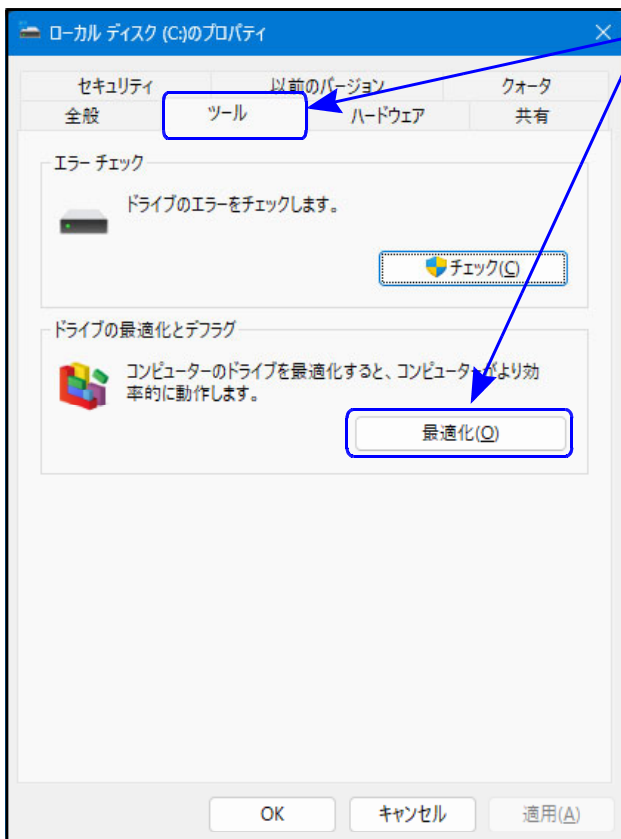 ローカル ディスク (C:)のプロパティ
セキュリティ 以前のバージョン クォータ
全般 ツール ハードウェア 共有
エラー チェック
ドライブのエラーをチェックします。
チェック(C)
ドライブの最適化とデフラグ
コンピューターのドライブを最適化すると、コンピューターがより効
率的に動作します。
最適化(O)
OK キャンセル 適用(A)